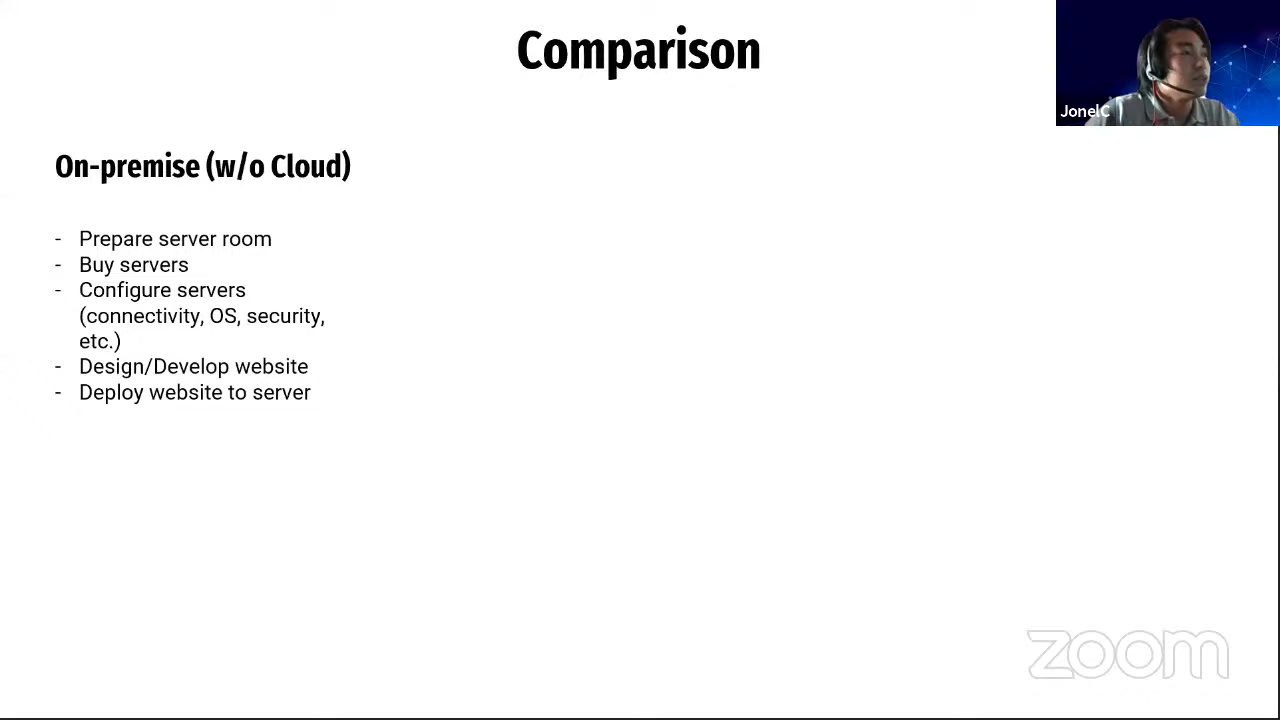 Comparison
JonelC
On-premise (w/o Cloud)
- Prepare server room
- Buy servers
- Configure servers
(connectivity, OS, security,
etc.)
- Design/Develop website
- Deploy website to server
zoom